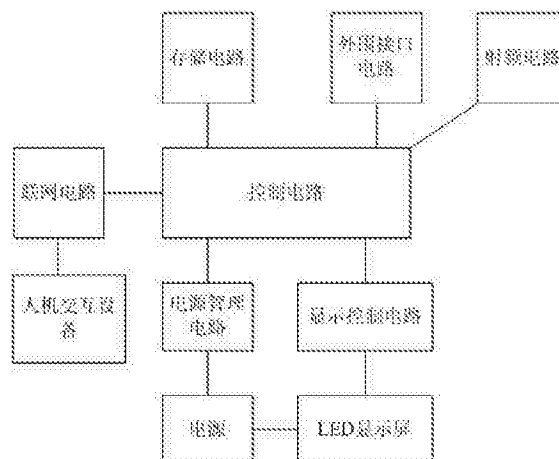 存储电路
外围接口
电路
射频电路
联网电路
控制电路
人机交互设
备
电源管理
电路
显示控制电路
电源
LED显示屏